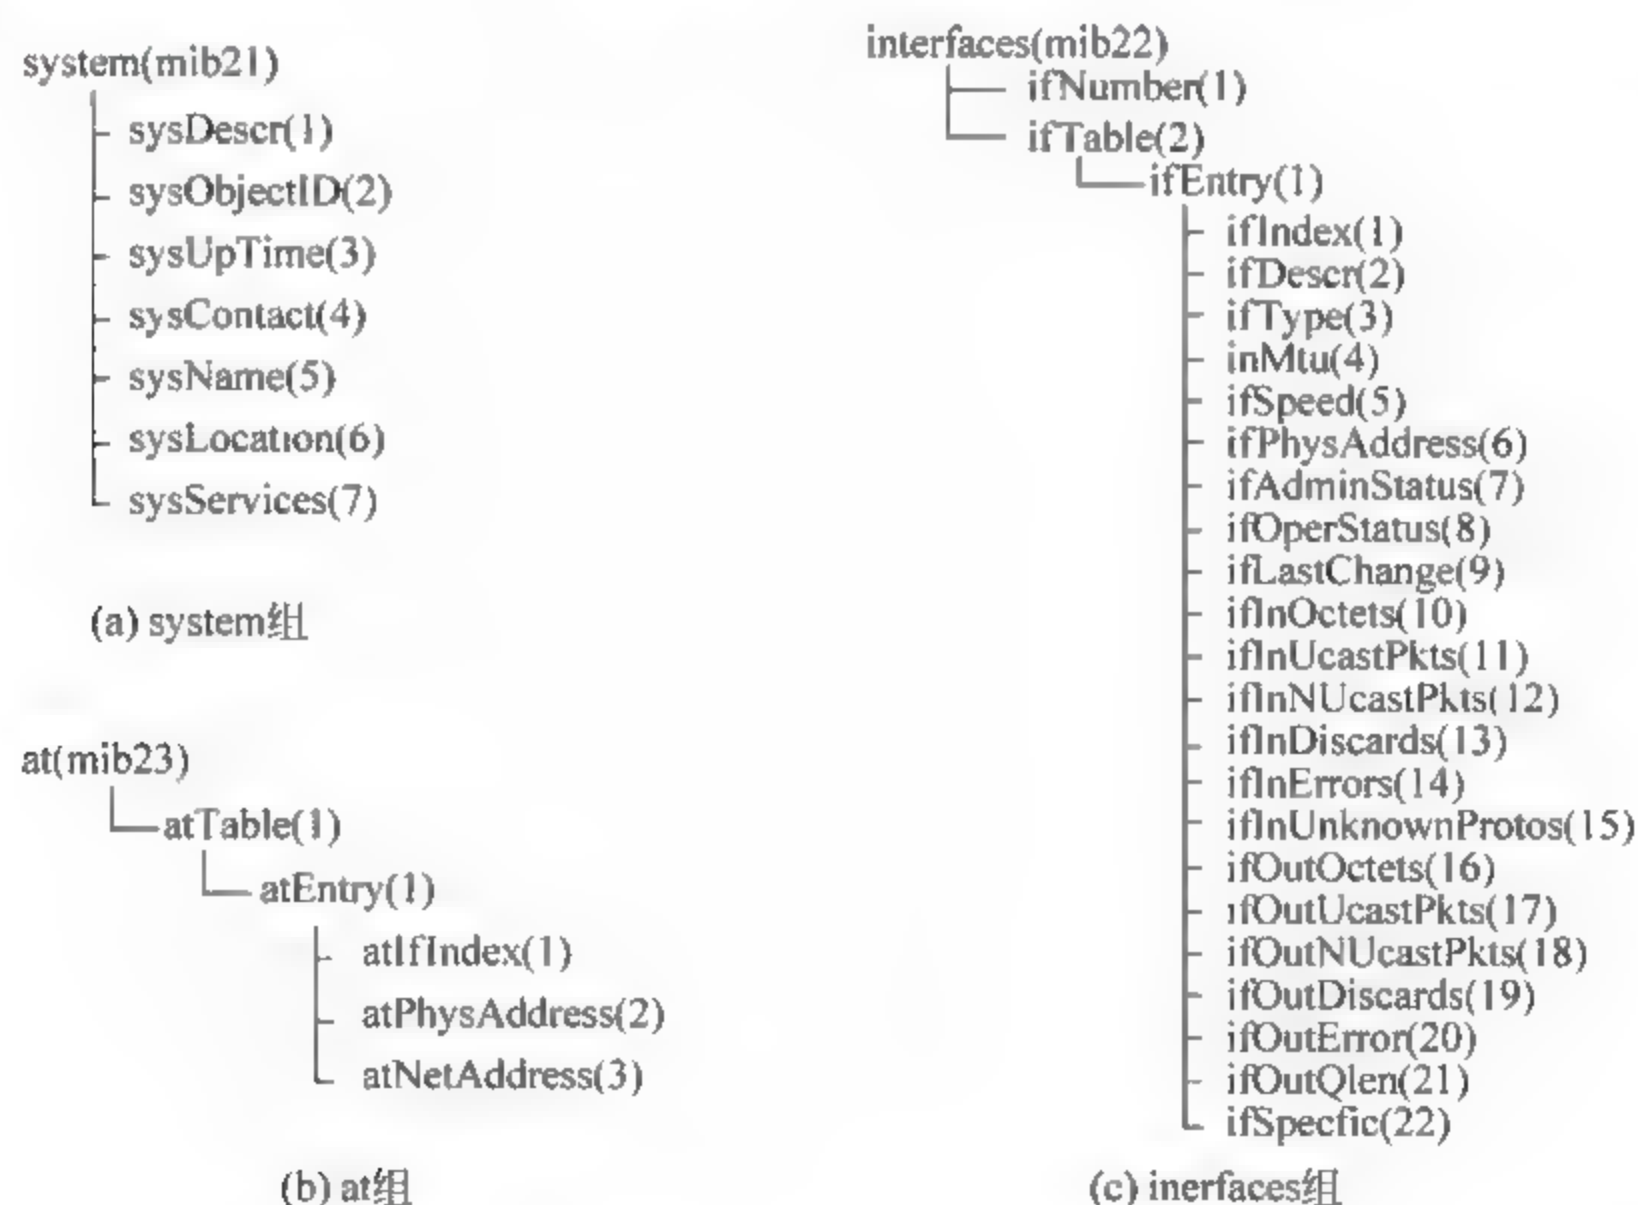 system(mib21)
sysDescr(1)
sysObjectID(2)
sysUpTime(3)
sysContact(4)
sysName(5)
sysLocation(6)
sysServices(7)
(a) system组
at(mib23)
atTable(1)
atEntry(1)
atIfIndex(1)
atPhysAddress(2)
atNetAddress(3)
(b) at组
interfaces(mib22)
ifNumber(1)
ifTable(2)
ifEntry(1)
ifIndex(1)
ifDescr(2)
ifType(3)
inMtu(4)
ifSpeed(5)
ifPhysAddress(6)
ifAdminStatus(7)
ifOperStatus(8)
ifLastChange(9)
ifInOctets(10)
ifInUcastPkts(11)
ifInNUcastPkts(12)
ifInDiscards(13)
ifInErrors(14)
ifInUnknownProtos(15)
ifOutOctets(16)
ifOutUcastPkts(17)
ifOutNUcastPkts(18)
ifOutDiscards(19)
ifOutError(20)
ifOutQlen(21)
ifSpecfic(22)
(c) inerfaces组